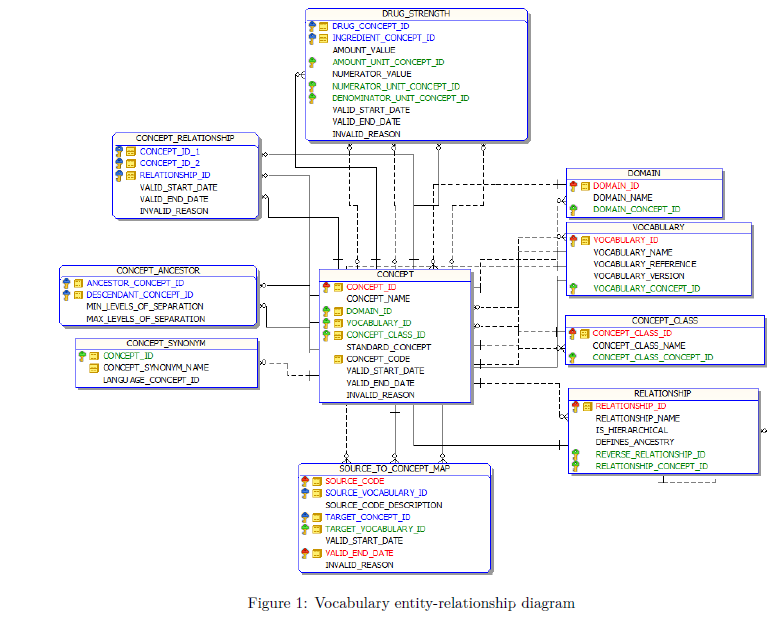 DRUG_STRENGTH
DRUG_CONCEPT_ID
INGREDIENT_CONCEPT_ID
AMOUNT_VALUE
AMOUNT_UNIT_CONCEPT_ID
NUMERATOR_VALUE
NUMERATOR_UNIT_CONCEPT_ID
DENOMINATOR_UNIT_CONCEPT_ID
VALID_START_DATE
VALID_END_DATE
INVALID_REASON
CONCEPT_RELATIONSHIP
CONCEPT_ID_1
CONCEPT_ID_2
RELATIONSHIP_ID
VALID_START_DATE
VALID_END_DATE
INVALID_REASON
DOMAIN
DOMAIN_ID
DOMAIN_NAME
DOMAIN_CONCEPT_ID
VOCABULARY
VOCABULARY_ID
VOCABULARY_NAME
VOCABULARY_REFERENCE
VOCABULARY_VERSION
VOCABULARY_CONCEPT_ID
CONCEPT_ANCESTOR
ANCESTOR_CONCEPT_ID
DESCENDANT_CONCEPT_ID
MIN_LEVELS_OF_SEPARATION
MAX_LEVELS_OF_SEPARATION
CONCEPT
CONCEPT_ID
CONCEPT_NAME
DOMAIN_ID
VOCABULARY_ID
CONCEPT_CLASS_ID
STANDARD_CONCEPT
CONCEPT_CODE
VALID_START_DATE
VALID_END_DATE
INVALID_REASON
CONCEPT_CLASS
CONCEPT_CLASS_ID
CONCEPT_CLASS_NAME
CONCEPT_CLASS_CONCEPT_ID
CONCEPT_SYNONYM
CONCEPT_ID
CONCEPT_SYNONYM_NAME
LANGUAGE_CONCEPT_ID
RELATIONSHIP
RELATIONSHIP_ID
RELATIONSHIP_NAME
IS_HIERARCHICAL
DEFINES_ANCESTRY
REVERSE_RELATIONSHIP_ID
RELATIONSHIP_CONCEPT_ID
SOURCE_TO_CONCEPT_MAP
SOURCE_CODE
SOURCE_VOCABULARY_ID
SOURCE_CODE_DESCRIPTION
TARGET_CONCEPT_ID
TARGET_VOCABULARY_ID
VALID_START_DATE
VALID_END_DATE
INVALID_REASON
Figure 1: Vocabulary entity-relationship diagram